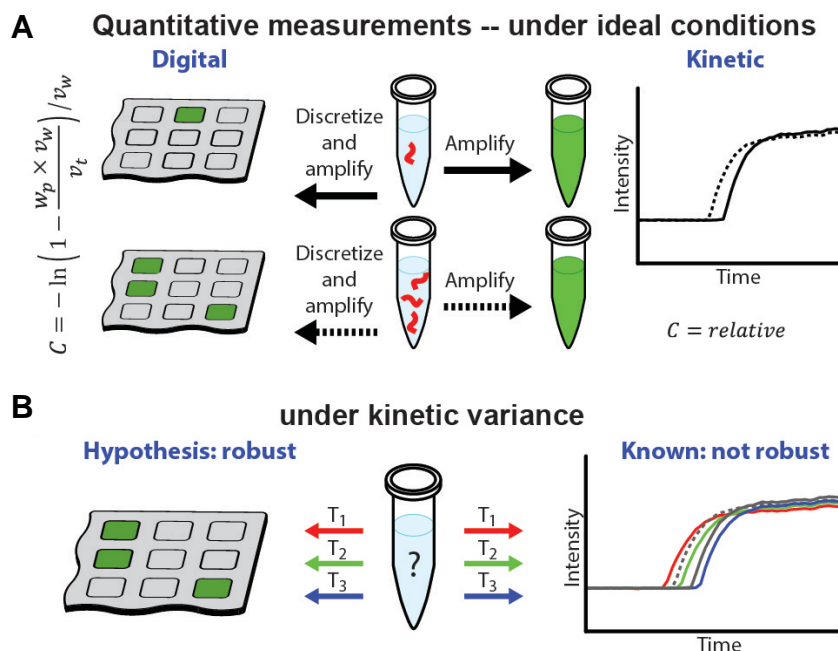 A
Quantitative measurements -- under ideal conditions
Digital
Kinetic
C = − ln (1 − w_p × v_w / v_t) / v_w
Discretize
and
amplify
Amplify
Intensity
Time
Discretize
and
amplify
Amplify
C = relative
B
under kinetic variance
Hypothesis: robust
Known: not robust
T1
T2
T3
?
T1
T2
T3
Intensity
Time